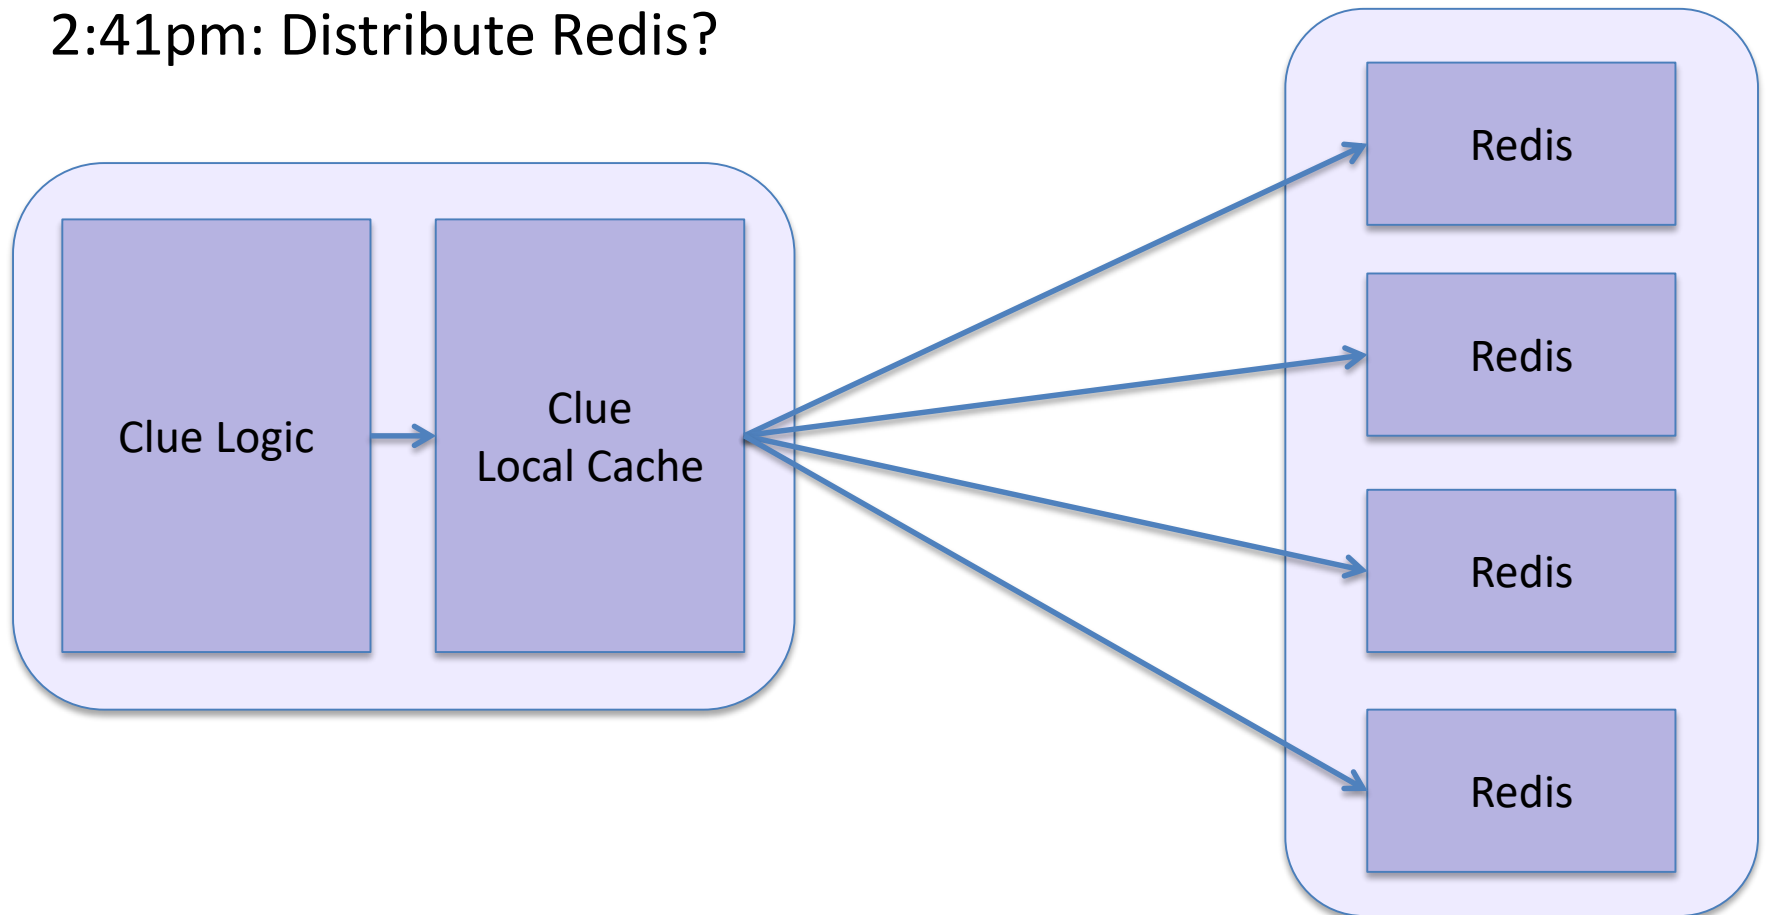 2:41pm: Distribute Redis?
Clue Logic
Clue
Local Cache
Redis
Redis
Redis
Redis